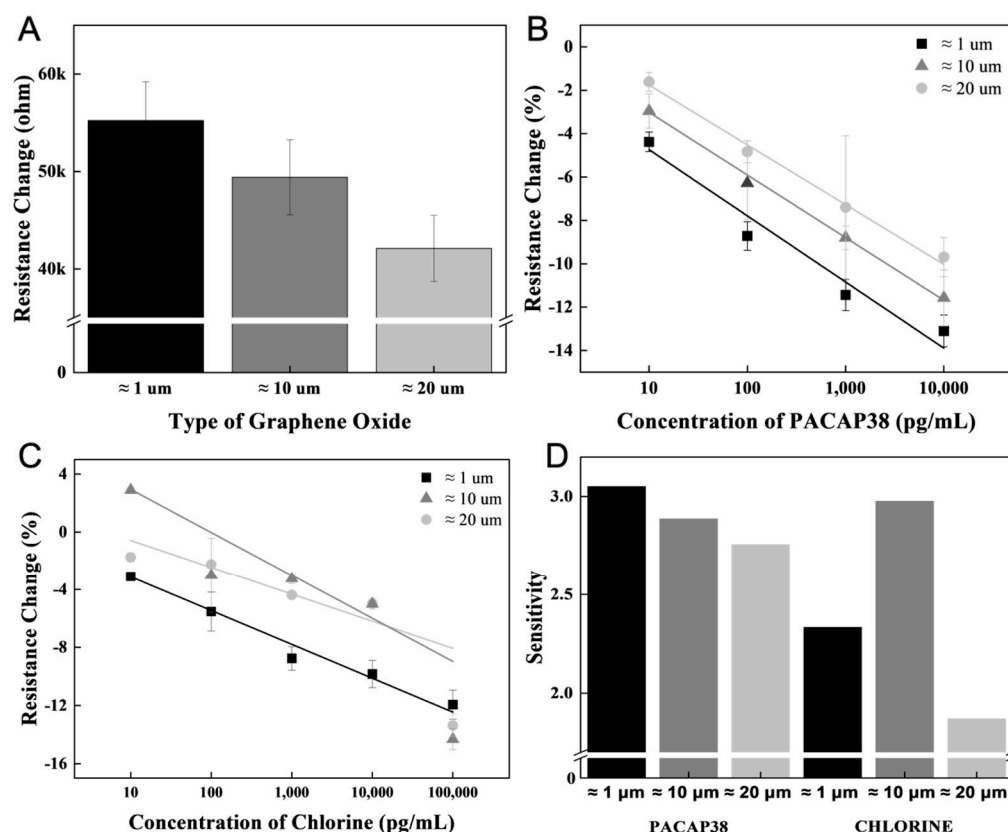 A
Resistance Change (ohm)
60k
50k
40k
0
≈ 1 um ≈ 10 um ≈ 20 um
Type of Graphene Oxide
B
Resistance Change (%)
0
-2
-4
-6
-8
-10
-12
-14
≈ 1 um
≈ 10 um
≈ 20 um
10 100 1,000 10,000
Concentration of PACAP38 (pg/mL)
C
Resistance Change (%)
4
0
-4
-8
-12
-16
≈ 1 um
≈ 10 um
≈ 20 um
10 100 1,000 10,000 100,000
Concentration of Chlorine (pg/mL)
D
Sensitivity
3.0
2.5
2.0
0
≈ 1 μm ≈ 10 μm ≈ 20 μm ≈ 1 μm ≈ 10 μm ≈ 20 μm
PACAP38 CHLORINE